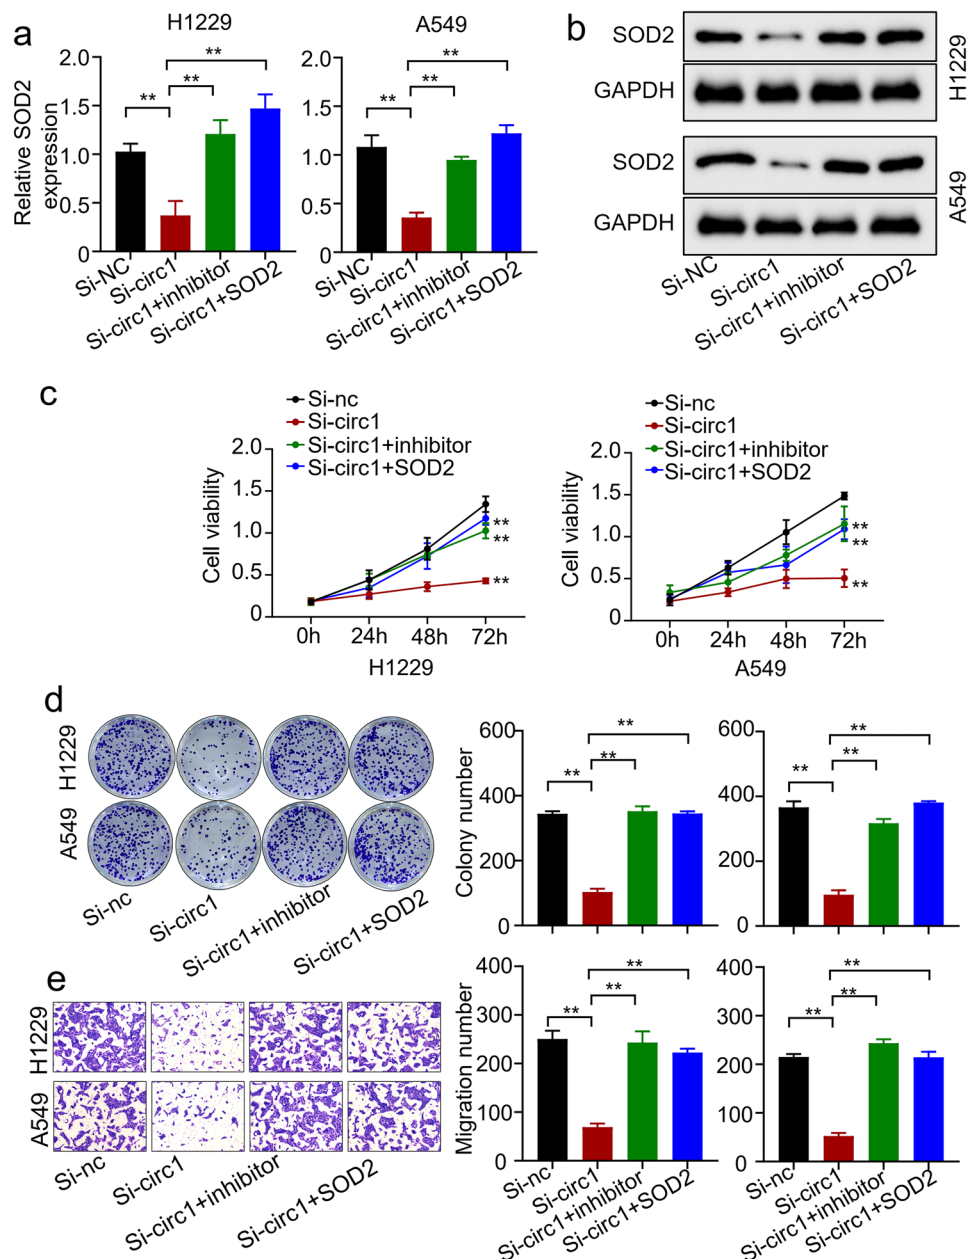 a
H1229
A549
Relative SOD2
expression
2.0
1.5
1.0
0.5
0
**
**
**
2.0
1.5
1.0
0.5
0
**
**
**
Si-NC
Si-circ1
Si-circ1+inhibitor
Si-circ1+SOD2
Si-NC
Si-circ1
Si-circ1+inhibitor
Si-circ1+SOD2
b
SOD2
GAPDH
H1229
SOD2
GAPDH
A549
Si-NC
Si-circ1
Si-circ1+inhibitor
Si-circ1+SOD2
c
Si-nc
Si-circ1
Si-circ1+inhibitor
Si-circ1+SOD2
Cell viability
2.0
1.5
1.0
0.5
0
**
**
**
0h 24h 48h 72h
H1229
Si-nc
Si-circ1
Si-circ1+inhibitor
Si-circ1+SOD2
Cell viability
2.0
1.5
1.0
0.5
0
**
**
**
0h 24h 48h 72h
A549
d
H1229
A549
Si-nc
Si-circ1
Si-circ1+inhibitor
Si-circ1+SOD2
Colony number
600
400
200
0
**
**
**
600
400
200
0
**
**
**
e
H1229
A549
Si-nc
Si-circ1
Si-circ1+inhibitor
Si-circ1+SOD2
Migration number
400
300
200
100
0
**
**
**
400
300
200
100
0
**
**
**
Si-nc
Si-circ1
Si-circ1+inhibitor
Si-circ1+SOD2
Si-nc
Si-circ1
Si-circ1+inhibitor
Si-circ1+SOD2